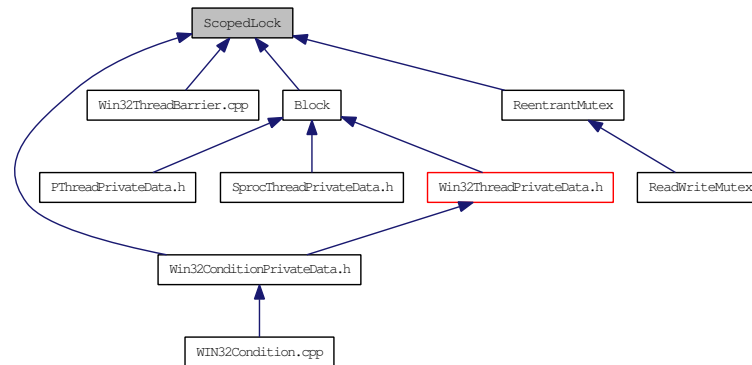 ScopedLock
Win32ThreadBarrier.cpp
Block
ReentrantMutex
PThreadPrivateData.h
SprocThreadPrivateData.h
Win32ThreadPrivateData.h
ReadWriteMutex
Win32ConditionPrivateData.h
WIN32Condition.cpp